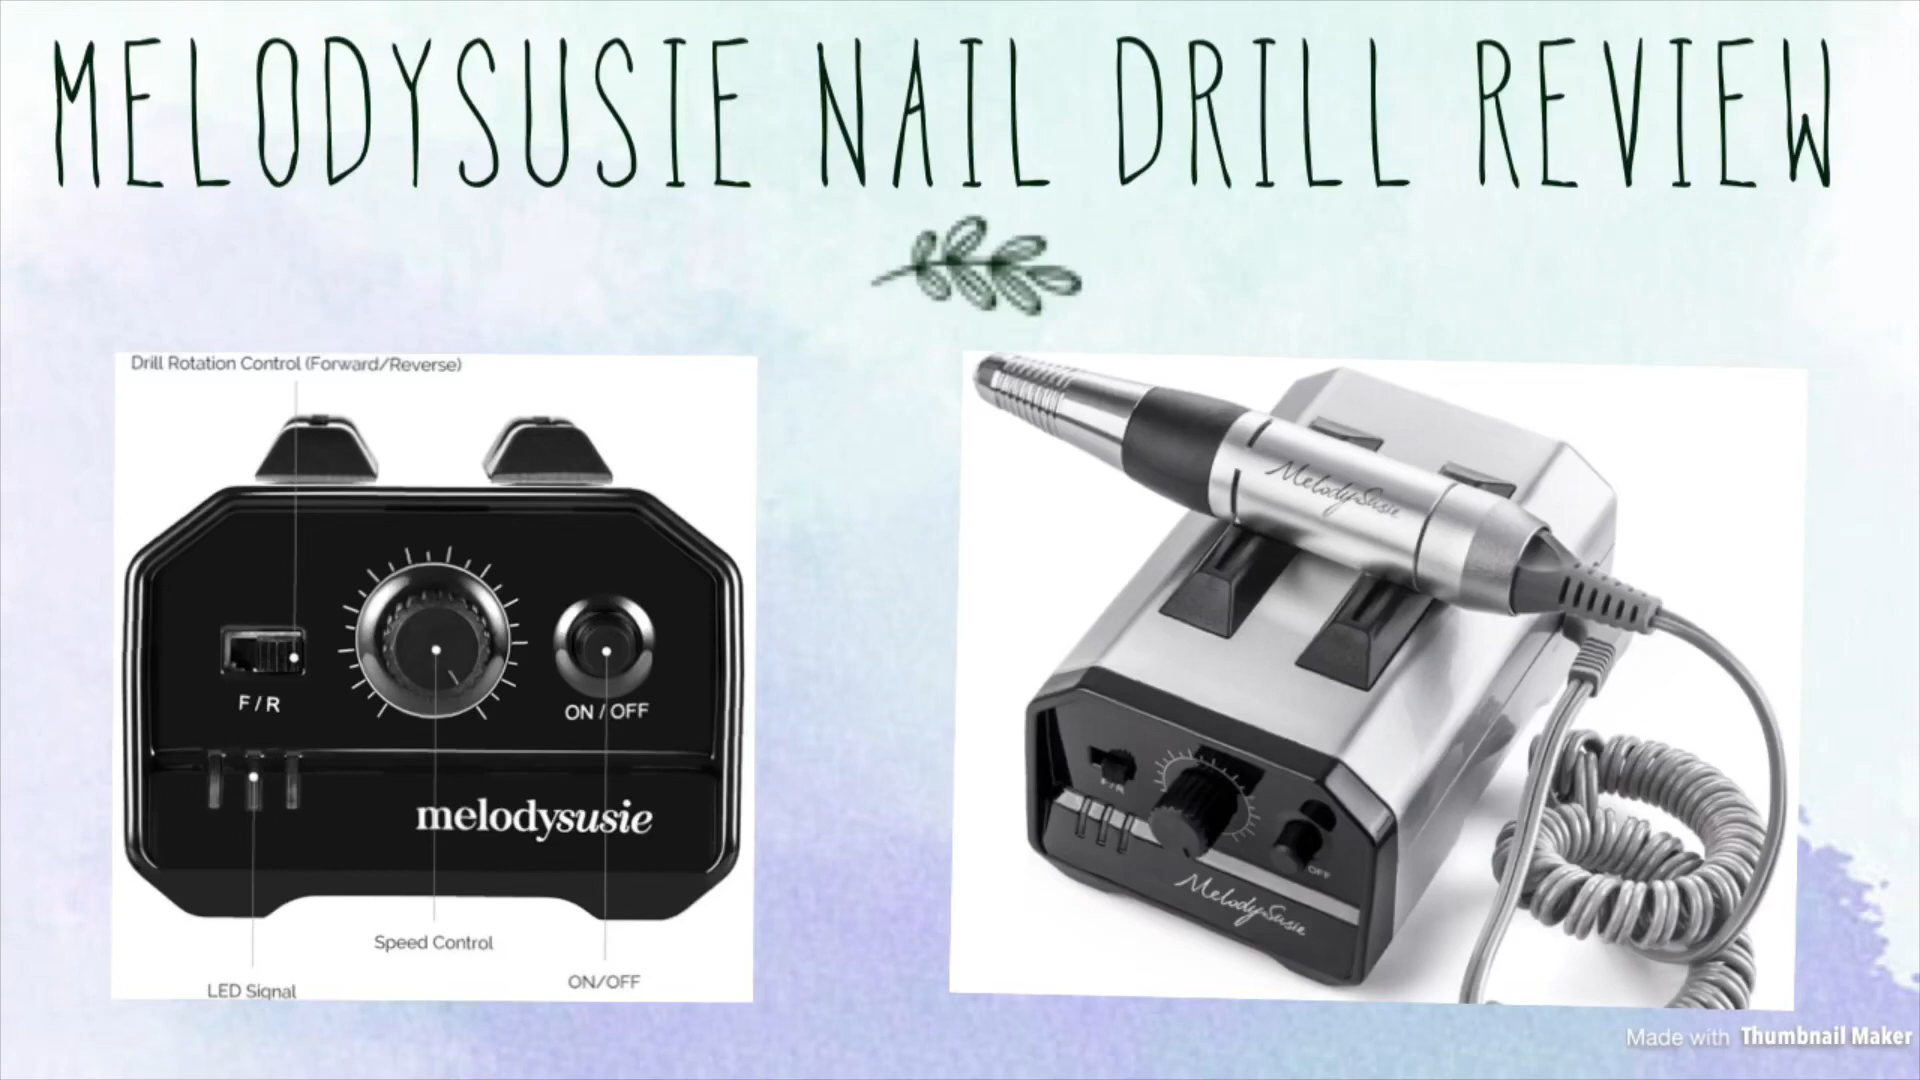 MELODYSUSIE NAIL DRILL REVIEW
Drill Rotation Control (Forward/Reverse)
F/R
ON/OFF
melodysusie
Speed Control
LED Signal
ON/OFF
MelodySusie
F/R
OFF
MelodySusie
Made with Thumbnail Maker